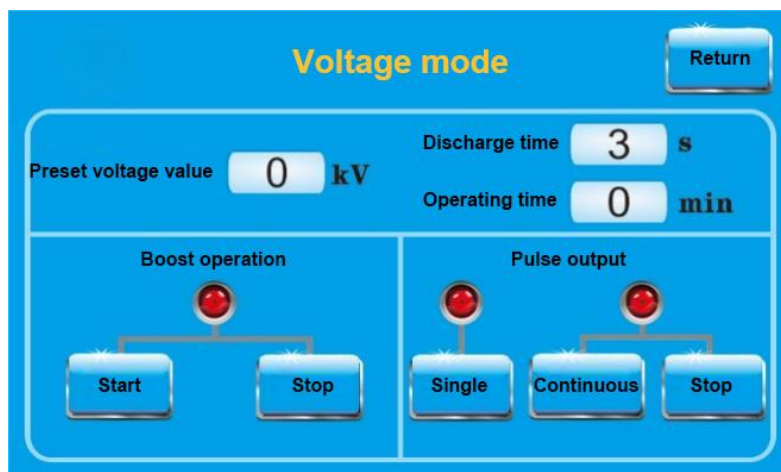 Voltage mode
Return
Preset voltage value 0 kV
Discharge time 3 s
Operating time 0 min
Boost operation
Start
Stop
Pulse output
Single
Continuous
Stop